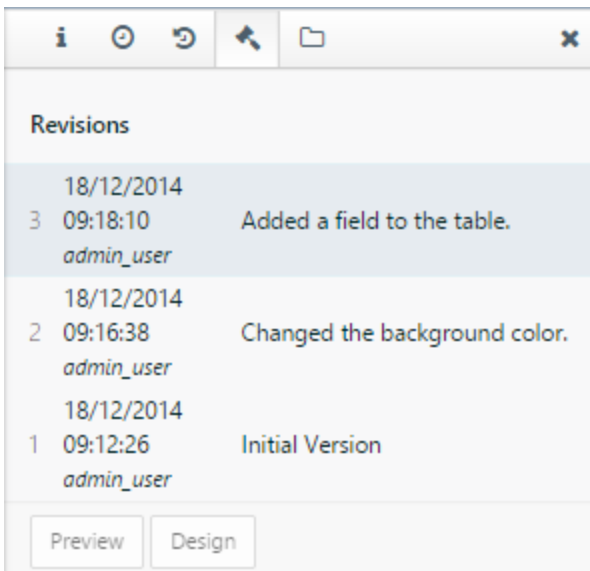 Revisions
18/12/2014
3 09:18:10 Added a field to the table.
admin_user
18/12/2014
2 09:16:38 Changed the background color.
admin_user
18/12/2014
1 09:12:26 Initial Version
admin_user
Preview Design